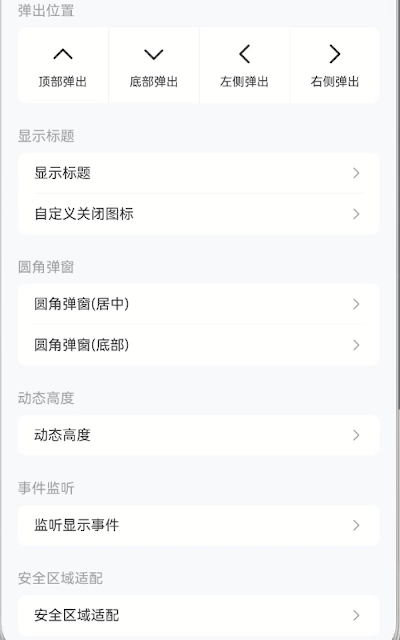 弹出位置
顶部弹出 底部弹出 左侧弹出 右侧弹出
显示标题
显示标题
自定义关闭图标
圆角弹窗
圆角弹窗(居中)
圆角弹窗(底部)
动态高度
动态高度
事件监听
监听显示事件
安全区域适配
安全区域适配